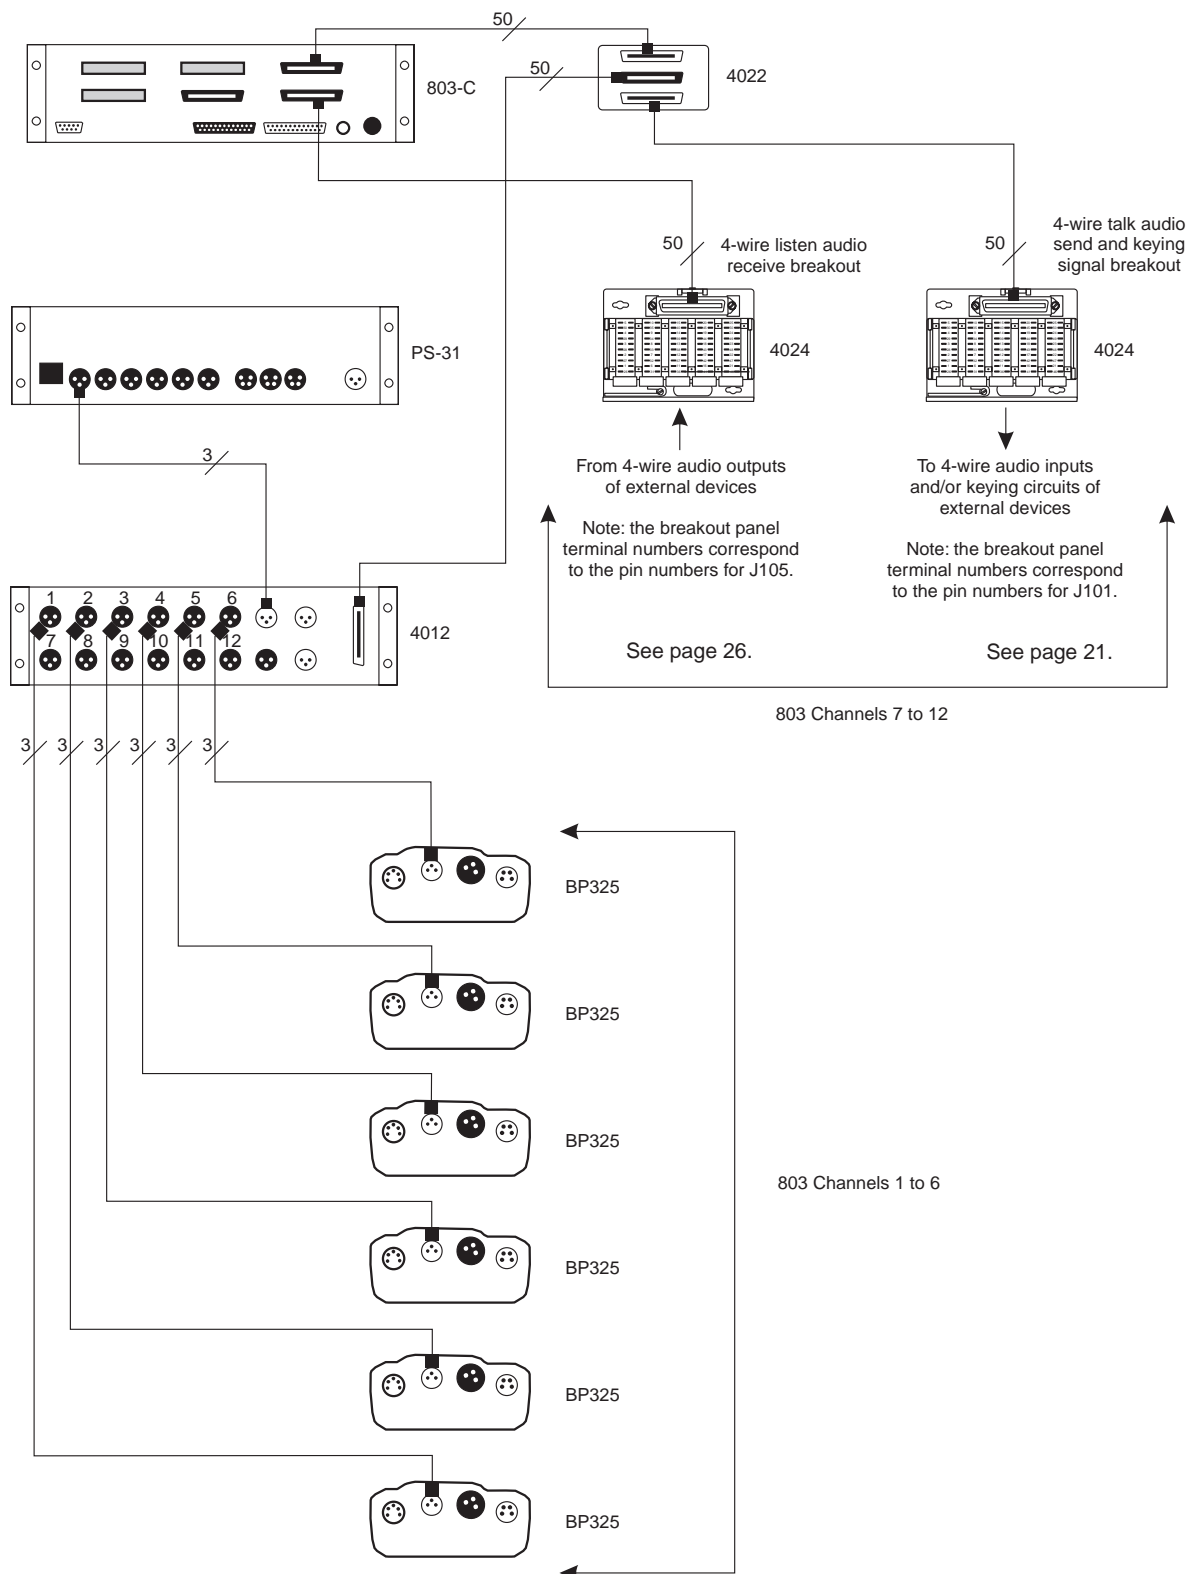 50
803-C
50
4022
50
4-wire listen audio
receive breakout
50
4-wire talk audio
send and keying
signal breakout
PS-31
4024
4024
3
From 4-wire audio outputs
of external devices
Note: the breakout panel
terminal numbers correspond
to the pin numbers for J105.
See page 26.
To 4-wire audio inputs
and/or keying circuits of
external devices
Note: the breakout panel
terminal numbers correspond
to the pin numbers for J101.
See page 21.
803 Channels 7 to 12
1 2 3 4 5 6
4012
7 8 9 10 11 12
3 3 3 3 3 3
BP325
BP325
BP325
803 Channels 1 to 6
BP325
BP325
BP325